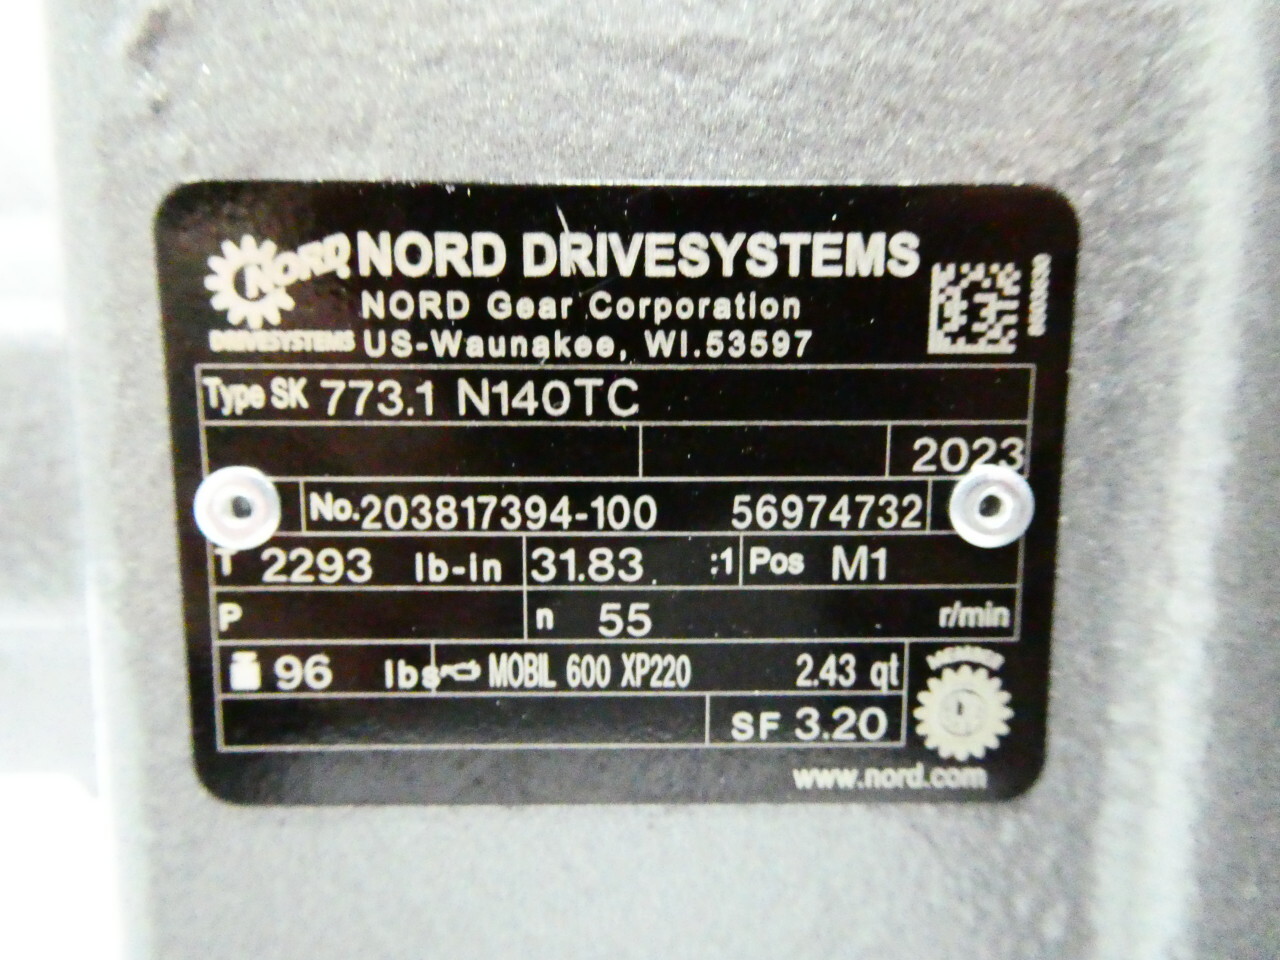 NORD NORD DRIVESYSTEMS
NORD Gear Corporation
DRIVESYSTEMS US-Waunakee, WI.53597
Type SK 773.1 N140TC
2023
No.203817394-100 56974732
T 2293 lb-in 31.83 :1 Pos M1
P n 55 r/min
96 lbs MOBIL 600 XP220 2.43 qt
SF 3.20
MEMBER
www.nord.com